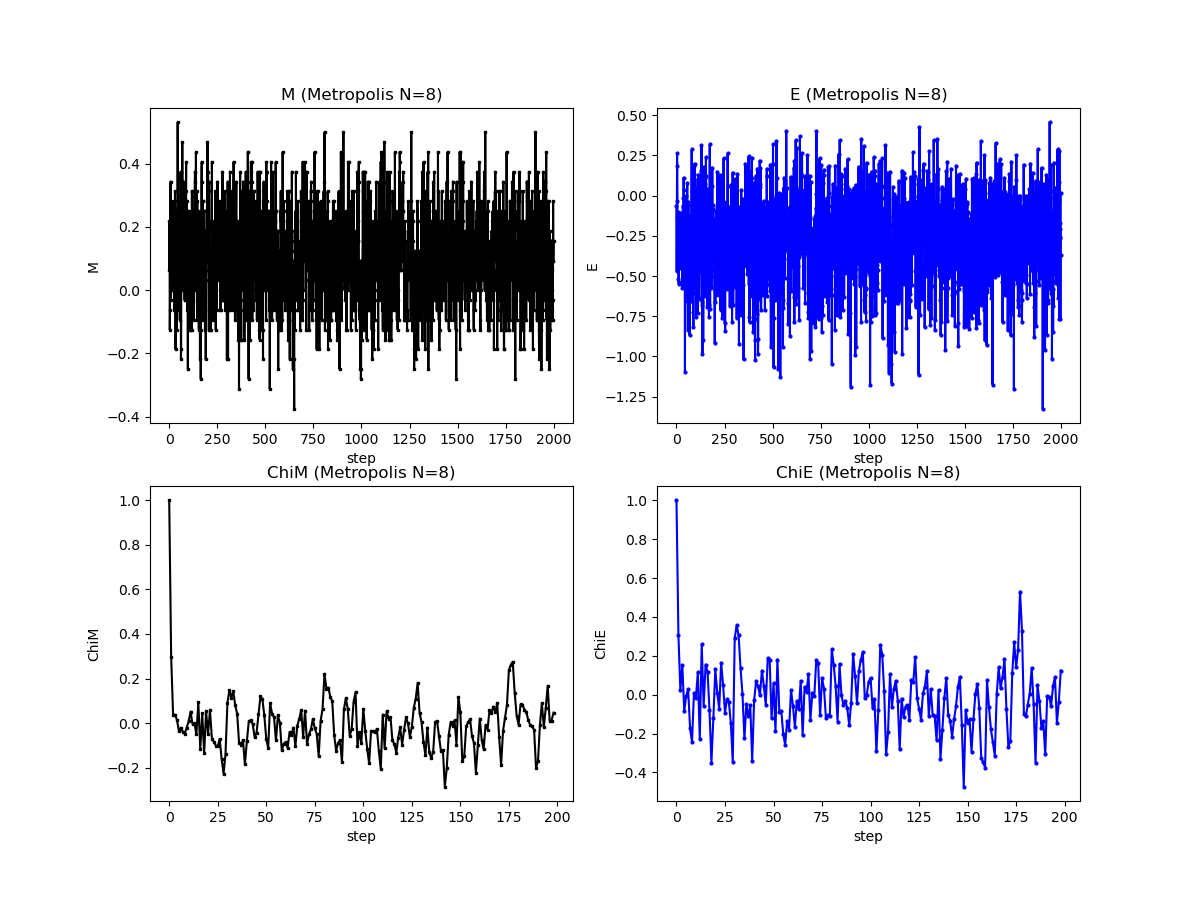 M (Metropolis N=8)
M
0.4
0.2
0.0
−0.2
−0.4
0 250 500 750 1000 1250 1500 1750 2000
step
E (Metropolis N=8)
E
0.50
0.25
0.00
−0.25
−0.50
−0.75
−1.00
−1.25
0 250 500 750 1000 1250 1500 1750 2000
step
ChiM (Metropolis N=8)
ChiM
1.0
0.8
0.6
0.4
0.2
0.0
−0.2
0 25 50 75 100 125 150 175 200
step
ChiE (Metropolis N=8)
ChiE
1.0
0.8
0.6
0.4
0.2
0.0
−0.2
−0.4
0 25 50 75 100 125 150 175 200
step